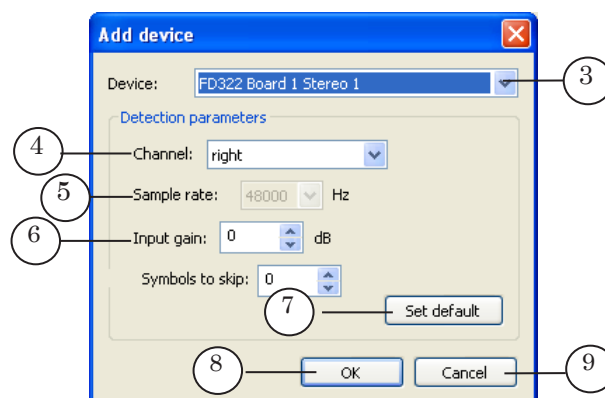 Add device
Device: FD322 Board 1 Stereo 1
3
Detection parameters
4
Channel: right
5
Sample rate: 48000 Hz
6
Input gain: 0 dB
Symbols to skip: 0
7
Set default
8
OK
Cancel
9